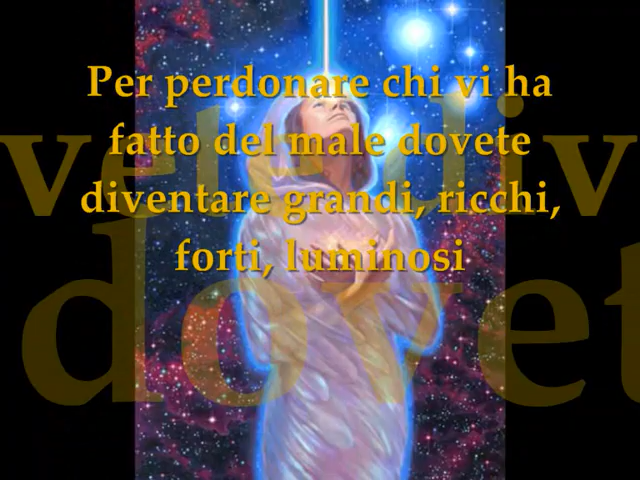 Per perdonare chi vi ha
fatto del male dovete
diventare grandi, ricchi,
forti, luminosi